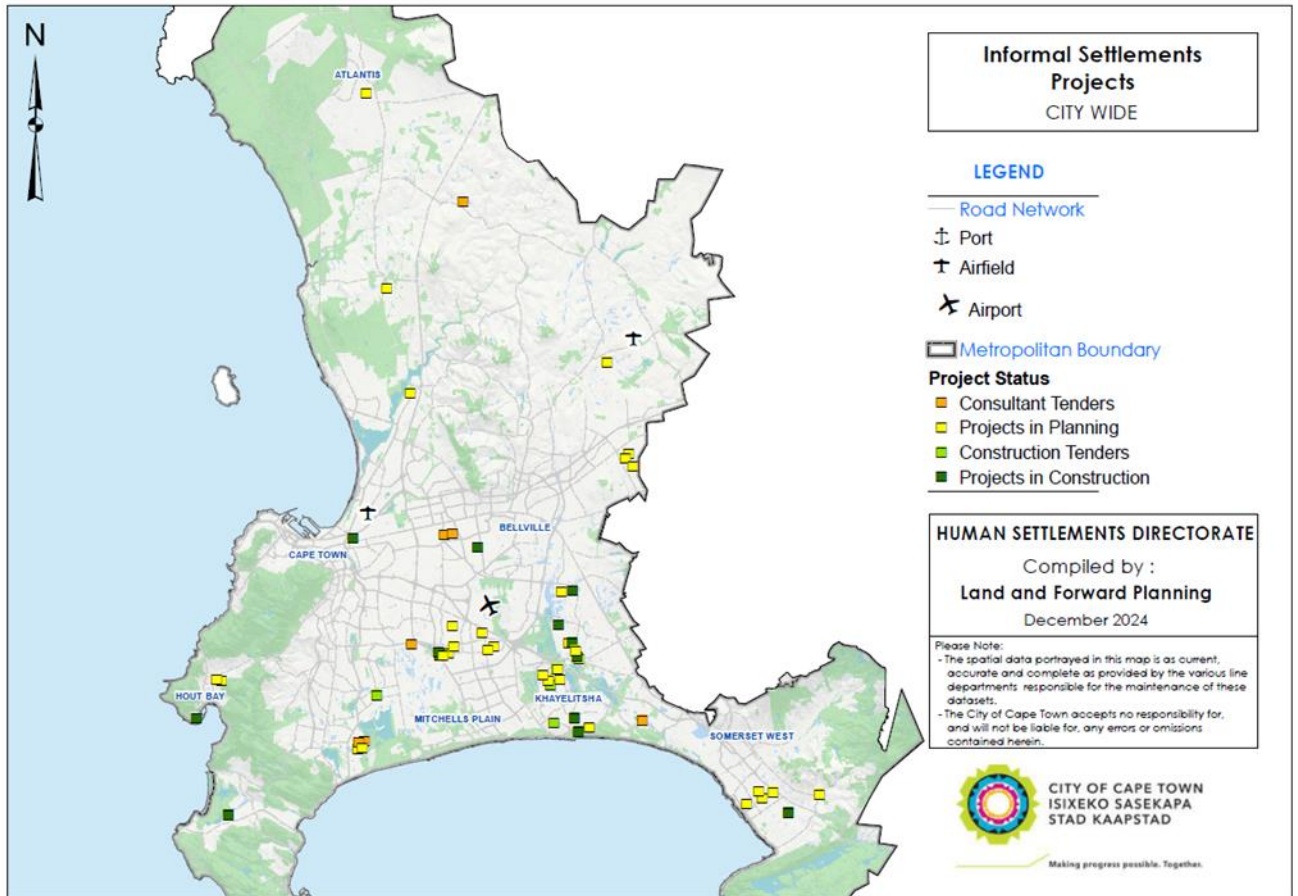 N
ATLANTIS
BELLVILLE
CAPE TOWN
HOUT BAY
MITCHELLS PLAIN
KHAYELITSHA
SOMERSET WEST
Informal Settlements
Projects
CITY WIDE
LEGEND
Road Network
Port
Airfield
Airport
Metropolitan Boundary
Project Status
Consultant Tenders
Projects in Planning
Construction Tenders
Projects in Construction
HUMAN SETTLEMENTS DIRECTORATE
Compiled by :
Land and Forward Planning
December 2024
Please Note:
- The spatial data portrayed in this map is as current,
accurate and complete as provided by the various line
departments responsible for the maintenance of these
datasets.
- The City of Cape Town accepts no responsibility for,
and will not be liable for, any errors or omissions
contained herein.
CITY OF CAPE TOWN
ISIXEKO SASEKAPA
STAD KAAPSTAD
Making progress possible. Together.